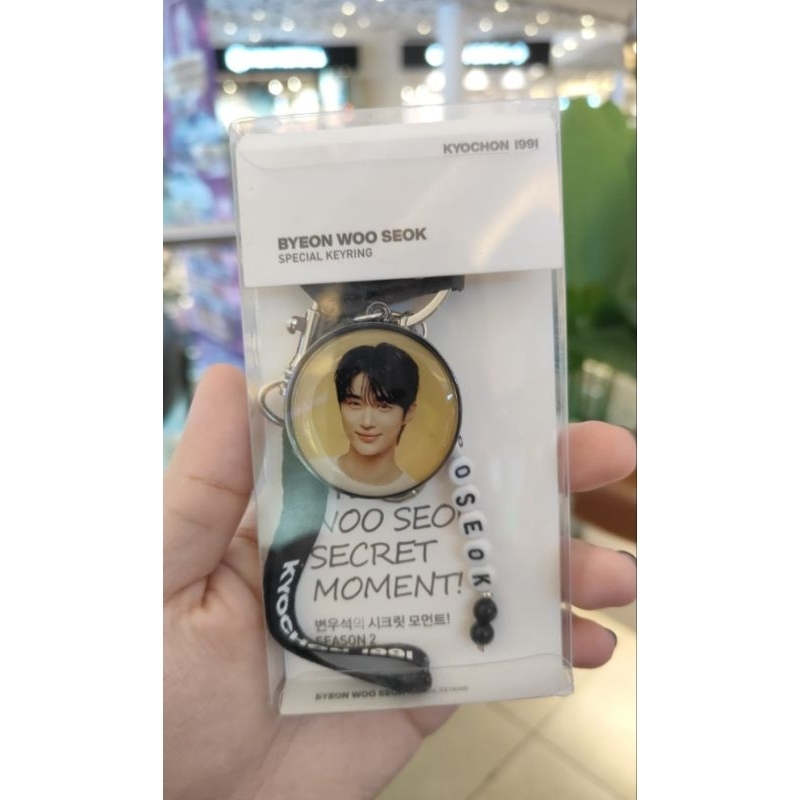 KYOCHON 1991
BYEON WOO SEOK
SPECIAL KEYRING
OSEOK
WOO SEO
SECRET
MOMENT!
변우석의 시크릿 모먼트!
SEASON 2
KYOCHON 1991
BYEON WOO SEOK